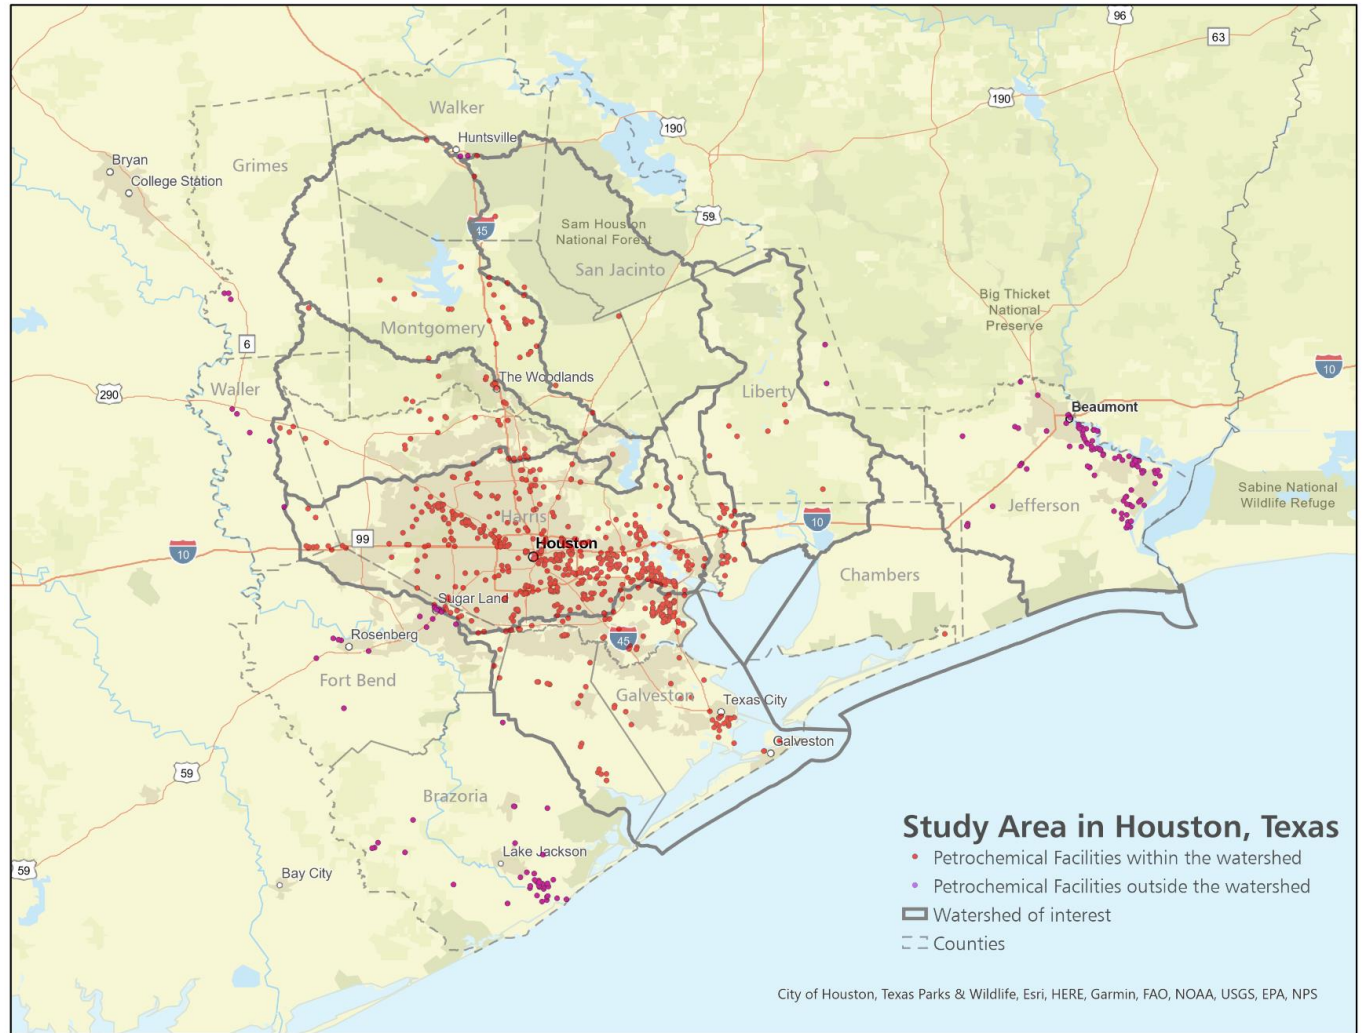 96
63
190
Walker
190
Huntsville
Bryan
Grimes
College Station
59
45
Sam Houston
National Forest
San Jacinto
Big Thicket
National
Preserve
Montgomery
6
10
The Woodlands
Waller
Liberty
290
Beaumont
Sabine National
Wildlife Refuge
Jefferson
Harris
10
99
Houston
10
Chambers
Sugar Land
Rosenberg
45
Fort Bend
Galveston
Texas City
Galveston
59
Brazoria
Lake Jackson
59
Bay City
Study Area in Houston, Texas
Petrochemical Facilities within the watershed
Petrochemical Facilities outside the watershed
Watershed of interest
Counties
City of Houston, Texas Parks & Wildlife, Esri, HERE, Garmin, FAO, NOAA, USGS, EPA, NPS